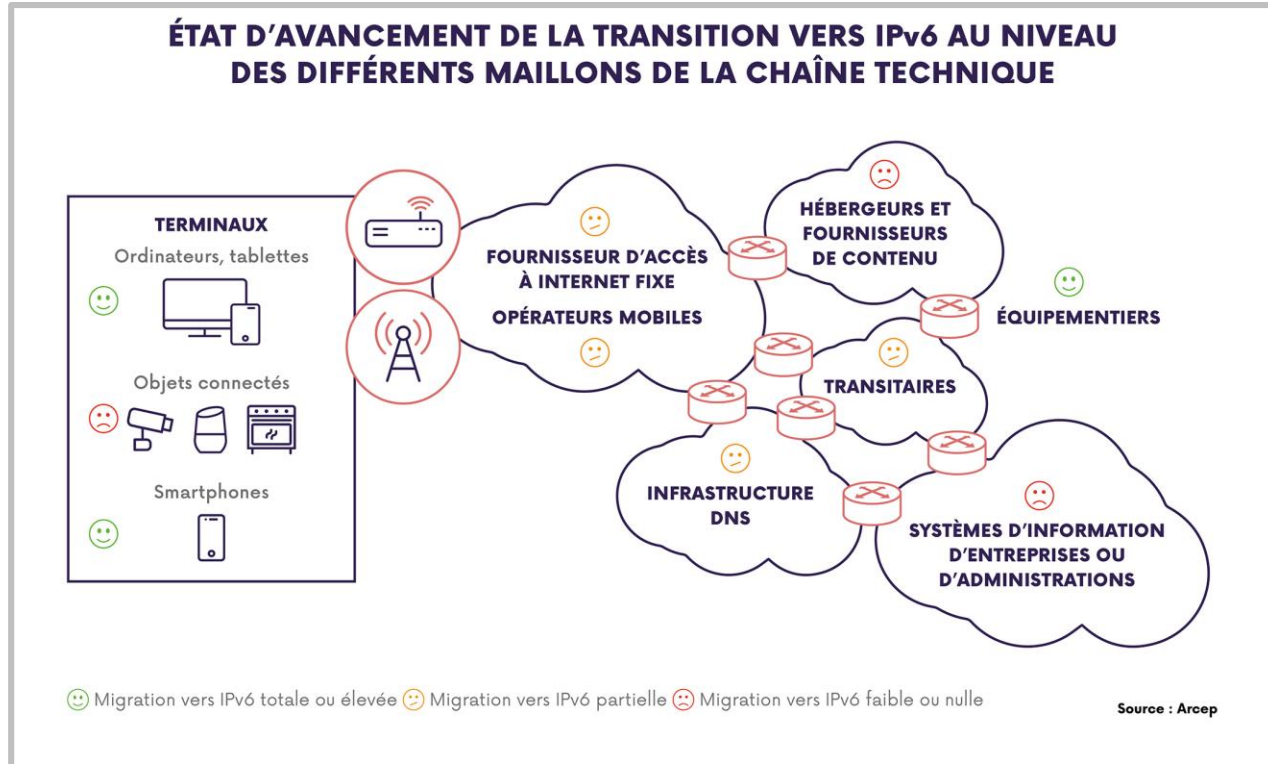 ÉTAT D’AVANCEMENT DE LA TRANSITION VERS IPv6 AU NIVEAU
DES DIFFÉRENTS MAILLONS DE LA CHAÎNE TECHNIQUE
TERMINAUX
Ordinateurs, tablettes
Objets connectés
Smartphones
FOURNISSEUR D’ACCÈS
À INTERNET FIXE
OPÉRATEURS MOBILES
HÉBERGEURS ET
FOURNISSEURS
DE CONTENU
ÉQUIPEMENTIERS
TRANSITAIRES
INFRASTRUCTURE
DNS
SYSTÈMES D’INFORMATION
D’ENTREPRISES OU
D’ADMINISTRATIONS
Migration vers IPv6 totale ou élevée Migration vers IPv6 partielle Migration vers IPv6 faible ou nulle
Source : Arcep